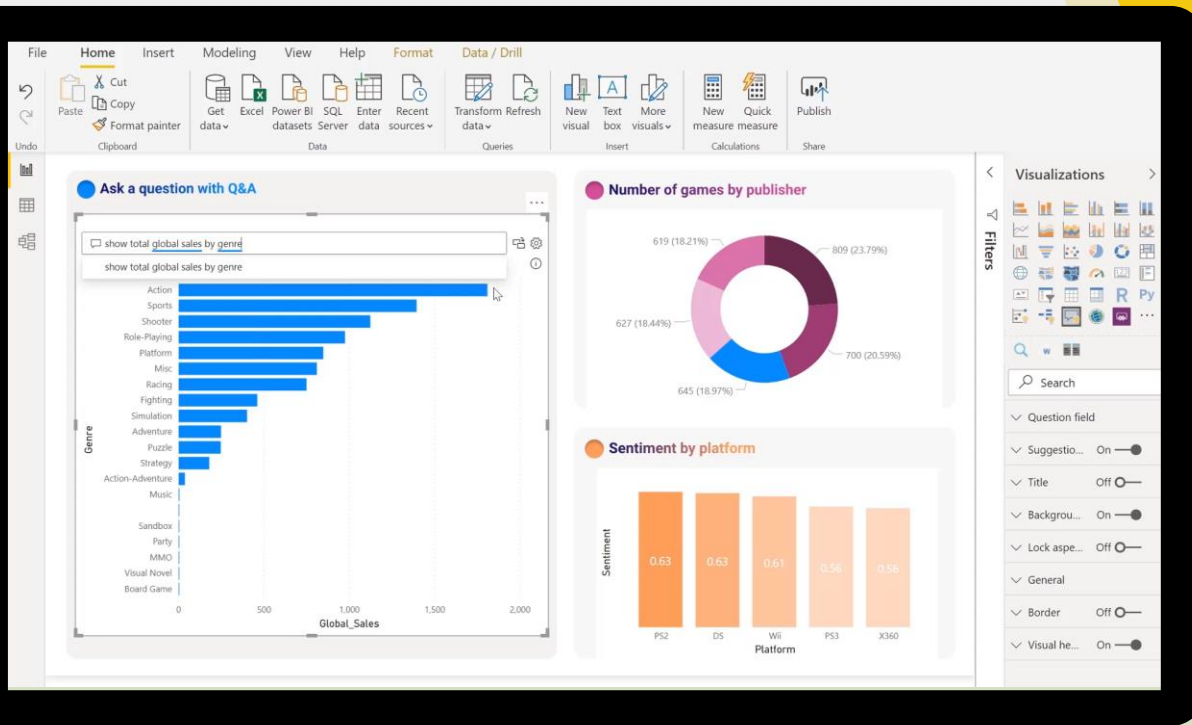 File Home Insert Modeling View Help Format Data / Drill
Cut
Copy
Format painter
Paste
Get data
Excel
Power BI datasets
SQL Server
Enter data
Recent sources
Transform data
Refresh
New visual
Text box
More visuals
New measure
Quick measure
Publish
Undo Clipboard Data Queries Insert Calculations Share
Ask a question with Q&A
show total global sales by genre
show total global sales by genre
Action
Sports
Shooter
Role-Playing
Platform
Misc
Racing
Fighting
Simulation
Adventure
Puzzle
Strategy
Action-Adventure
Music
Sandbox
Party
MMO
Visual Novel
Board Game
Genre
0 500 1,000 1,500 2,000
Global_Sales
Number of games by publisher
619 (18.21%)
809 (23.79%)
627 (18.44%)
700 (20.59%)
645 (18.97%)
Sentiment by platform
Sentiment
0.63 0.63 0.61 0.56 0.56
PS2 DS Wii PS3 X360
Platform
Filters
Visualizations
R Py
Search
Question field
Suggestio... On
Title Off
Backgrou... On
Lock aspe... Off
General
Border Off
Visual he... On